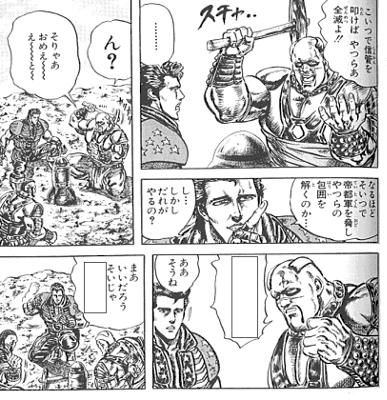 こいつで信管を
叩けば やつらあ
全滅よ!!
スチャ‥
………
ん?
そりゃあ
おめえ〜
え〜〜〜
なるほど
そいつで
帝都軍を脅し
やつらの
包囲を
解くのか‥
し…
しかし
だれが
やるの?
ああ
そうね
まあ
いいだろう
そいじゃ